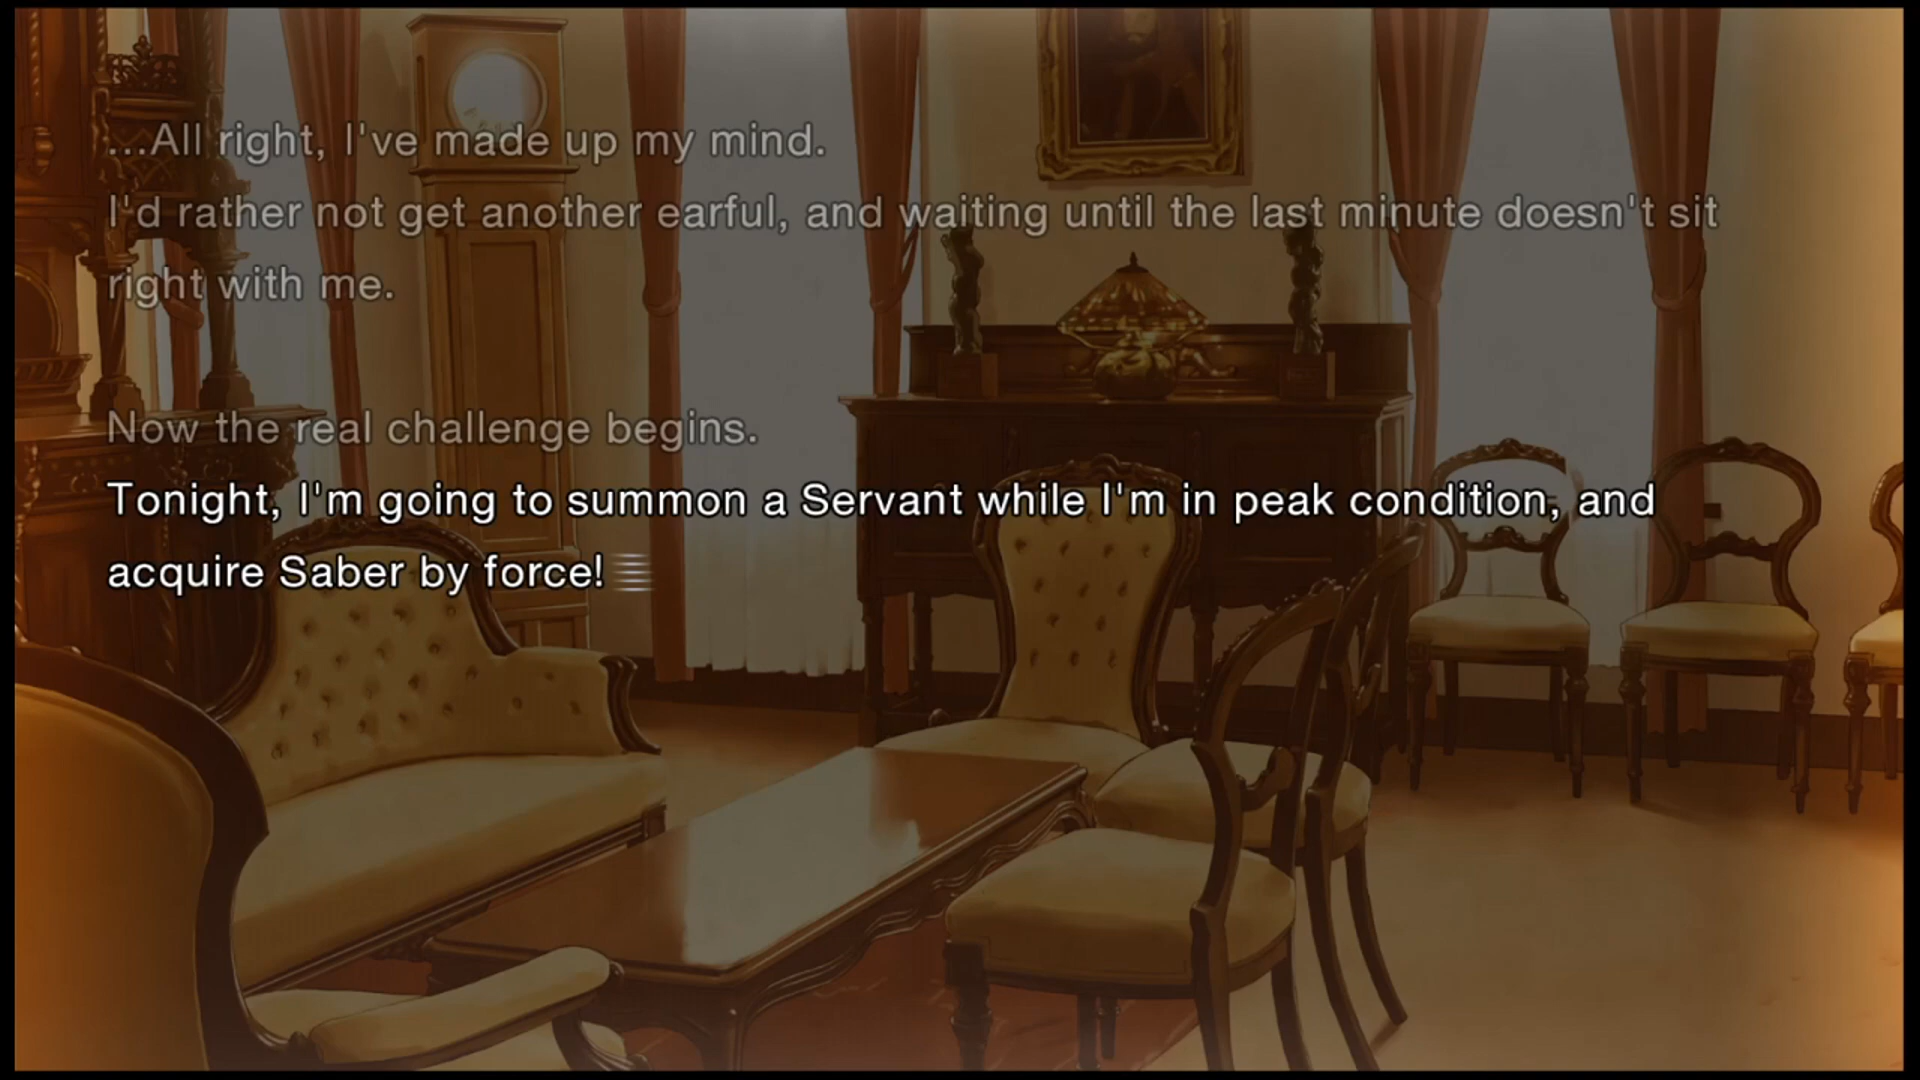 ...All right, I've made up my mind.
I'd rather not get another earful, and waiting until the last minute doesn't sit
right with me.
Now the real challenge begins.
Tonight, I'm going to summon a Servant while I'm in peak condition, and
acquire Saber by force!